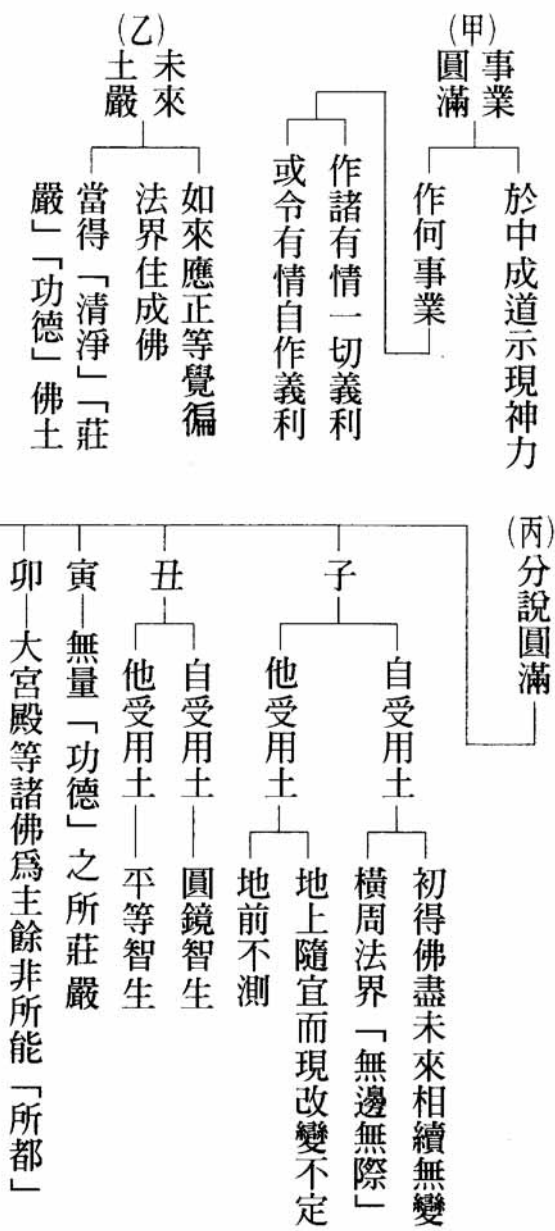 (甲)
事業
圓滿
於中成道示現神力
作何事業
作諸有情一切義利
或令有情自作義利
(乙)
未來
土嚴
如來應正等覺徧
法界住成佛
當得「清淨」「莊
嚴」「功德」佛土
(丙)分說圓滿
子
自受用土
初得佛盡未來相續無變
橫周法界「無邊無際」
他受用土
地上隨宜而現改變不定
地前不測
丑
自受用土
圓鏡智生
他受用土
平等智生
寅
無量「功德」之所莊嚴
卯
大宮殿等諸佛爲主餘非所能「所都」